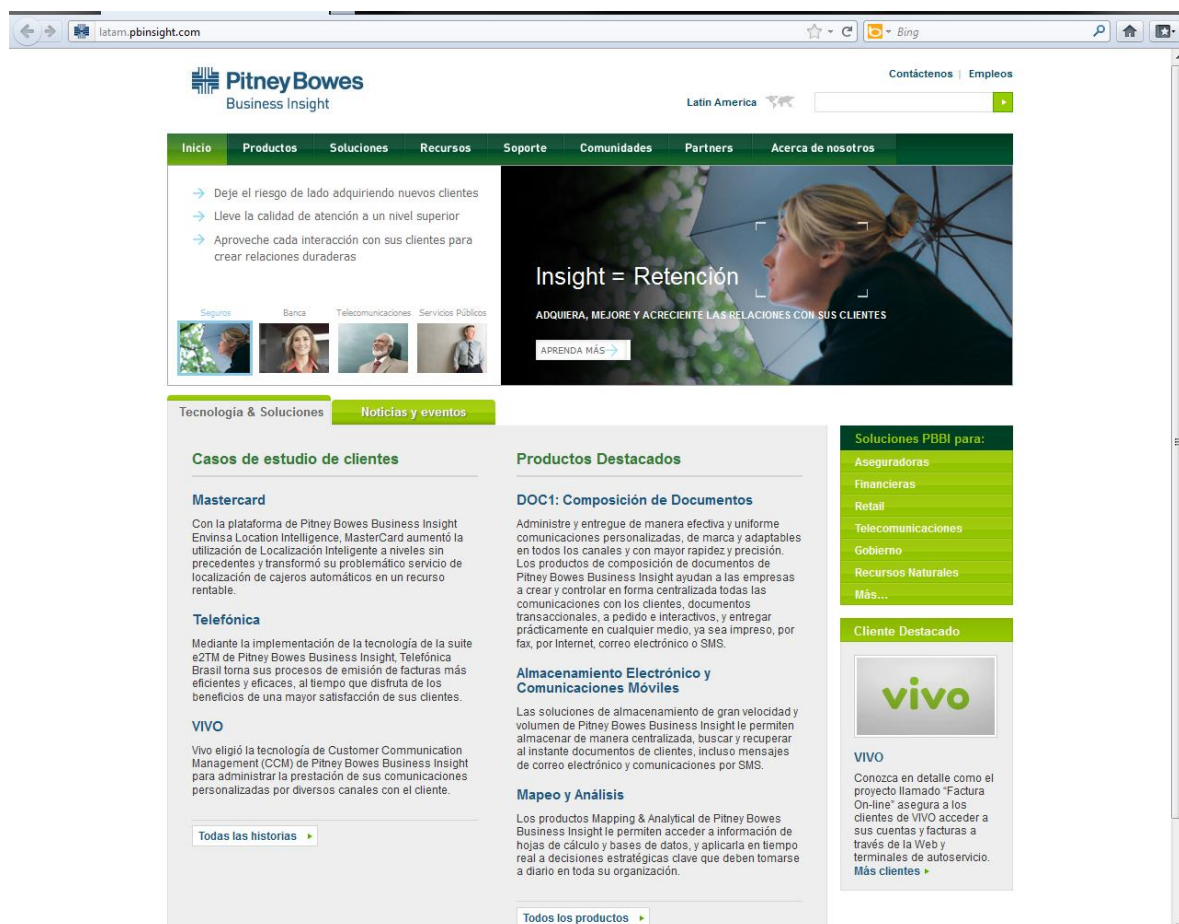 latam.pbinsight.com
Bing
PitneyBowes
Business Insight
Contáctenos | Empleos
Latin America
Inicio Productos Soluciones Recursos Soporte Comunidades Partners Acerca de nosotros
Deje el riesgo de lado adquiriendo nuevos clientes
Lleve la calidad de atención a un nivel superior
Aproveche cada interacción con sus clientes para
crear relaciones duraderas
Seguros Banca Telecomunicaciones Servicios Públicos
Insight = Retención
ADQUIERA, MEJORE Y ACRECIENTE LAS RELACIONES CON SUS CLIENTES
APRENDA MÁS
Tecnología & Soluciones Noticias y eventos
Casos de estudio de clientes
Mastercard
Con la plataforma de Pitney Bowes Business Insight
Envinsa Location Intelligence, MasterCard aumentó la
utilización de Localización Inteligente a niveles sin
precedentes y transformó su problemático servicio de
localización de cajeros automáticos en un recurso
rentable.
Telefónica
Mediante la implementación de la tecnología de la suite
e2TM de Pitney Bowes Business Insight, Telefónica
Brasil torna sus procesos de emisión de facturas más
eficientes y eficaces, al tiempo que disfruta de los
beneficios de una mayor satisfacción de sus clientes.
VIVO
Vivo eligió la tecnología de Customer Communication
Management (CCM) de Pitney Bowes Business Insight
para administrar la prestación de sus comunicaciones
personalizadas por diversos canales con el cliente.
Todas las historias
Productos Destacados
DOC1: Composición de Documentos
Administre y entregue de manera efectiva y uniforme
comunicaciones personalizadas, de marca y adaptables
en todos los canales y con mayor rapidez y precisión.
Los productos de composición de documentos de
Pitney Bowes Business Insight ayudan a las empresas
a crear y controlar en forma centralizada todas las
comunicaciones con los clientes, documentos
transaccionales, a pedido e interactivos, y entregar
prácticamente en cualquier medio, ya sea impreso, por
fax, por Internet, correo electrónico o SMS.
Almacenamiento Electrónico y
Comunicaciones Móviles
Las soluciones de almacenamiento de gran velocidad y
volumen de Pitney Bowes Business Insight le permiten
almacenar de manera centralizada, buscar y recuperar
al instante documentos de clientes, incluso mensajes
de correo electrónico y comunicaciones por SMS.
Mapeo y Análisis
Los productos Mapping & Analytical de Pitney Bowes
Business Insight le permiten acceder a información de
hojas de cálculo y bases de datos, y aplicarla en tiempo
real a decisiones estratégicas clave que deben tomarse
a diario en toda su organización.
Todos los productos
Soluciones PBBI para:
Aseguradoras
Financieras
Retail
Telecomunicaciones
Gobierno
Recursos Naturales
Más...
Cliente Destacado
vivo
VIVO
Conozca en detalle como el
proyecto llamado “Factura
On-line” asegura a los
clientes de VIVO acceder a
sus cuentas y facturas a
través de la Web y
terminales de autoservicio.
Más clientes